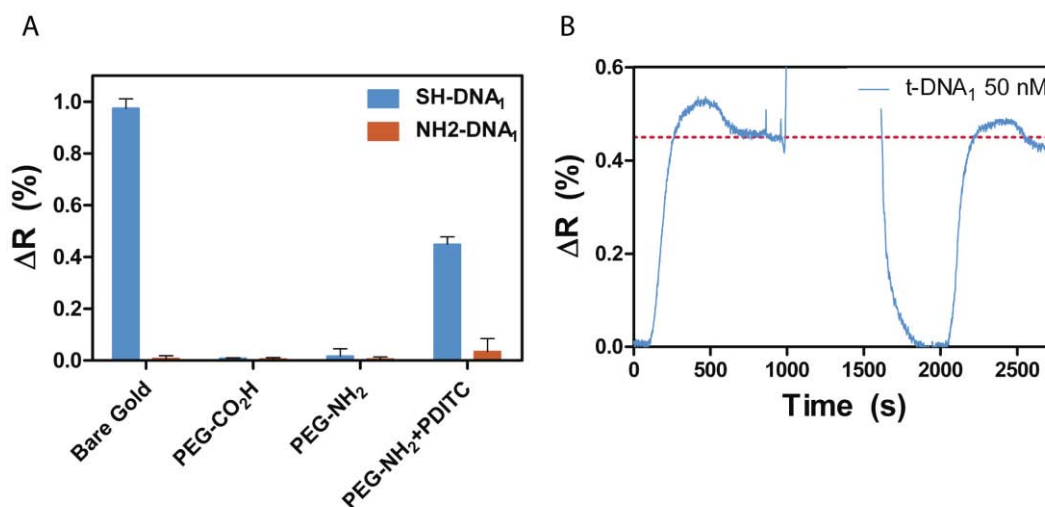 A
B
ΔR (%)
1.0
0.8
0.6
0.4
0.2
0.0
SH-DNA₁
NH2-DNA₁
Bare Gold
PEG-CO₂H
PEG-NH₂
PEG-NH₂+PDITC
ΔR (%)
0.6
0.4
0.2
0.0
t-DNA₁ 50 nM
0
500
1000
1500
2000
2500
Time (s)